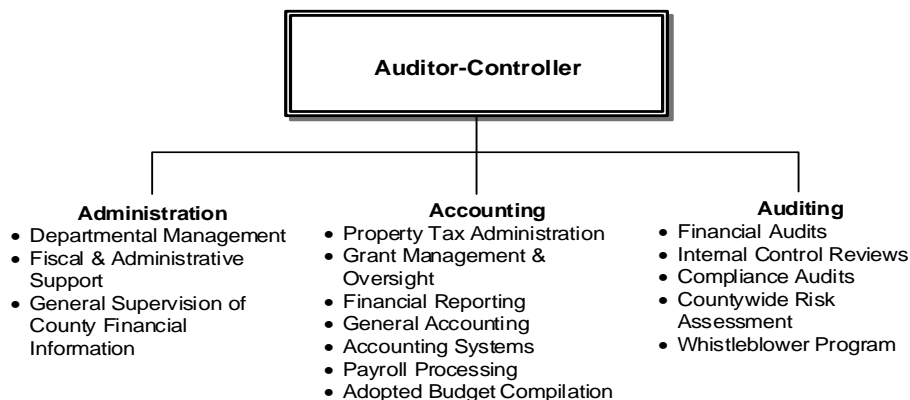 Auditor-Controller
Administration
• Departmental Management
• Fiscal & Administrative
Support
• General Supervision of
County Financial
Information
Accounting
• Property Tax Administration
• Grant Management &
Oversight
• Financial Reporting
• General Accounting
• Accounting Systems
• Payroll Processing
• Adopted Budget Compilation
Auditing
• Financial Audits
• Internal Control Reviews
• Compliance Audits
• Countywide Risk
Assessment
• Whistleblower Program